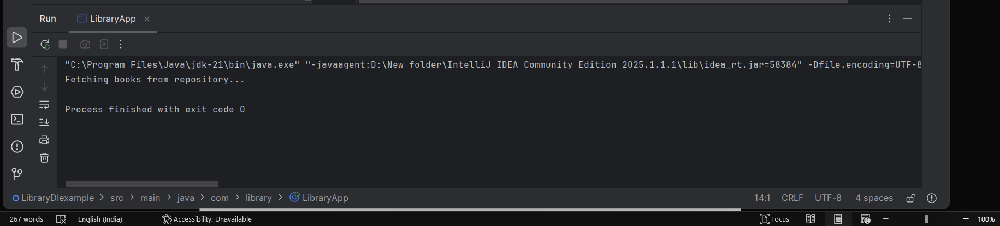 Run LibraryApp
"C:\Program Files\Java\jdk-21\bin\java.exe" "-javaagent:D:\New folder\IntelliJ IDEA Community Edition 2025.1.1.1\lib\idea_rt.jar=58384" -Dfile.encoding=UTF-8
Fetching books from repository...
Process finished with exit code 0
LibraryDIexample > src > main > java > com > library > LibraryApp 14:1 CRLF UTF-8 4 spaces
267 words English (India) Accessibility: Unavailable Focus 100%